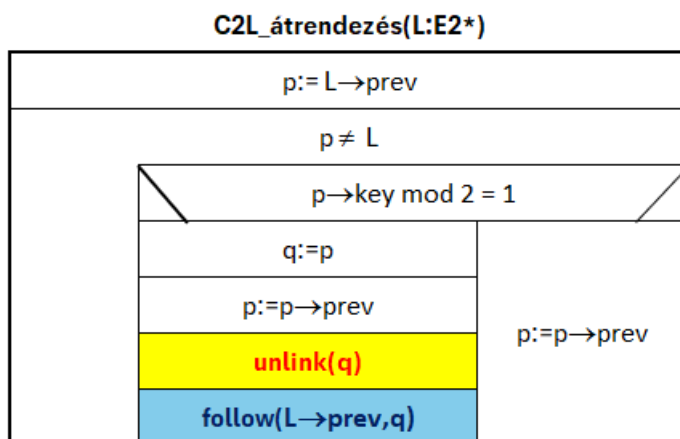 C2L_átrendezés(L:E2*)
p:= L→prev
p ≠ L
p→key mod 2 = 1
q:=p
p:=p→prev
p:=p→prev
unlink(q)
follow(L→prev,q)